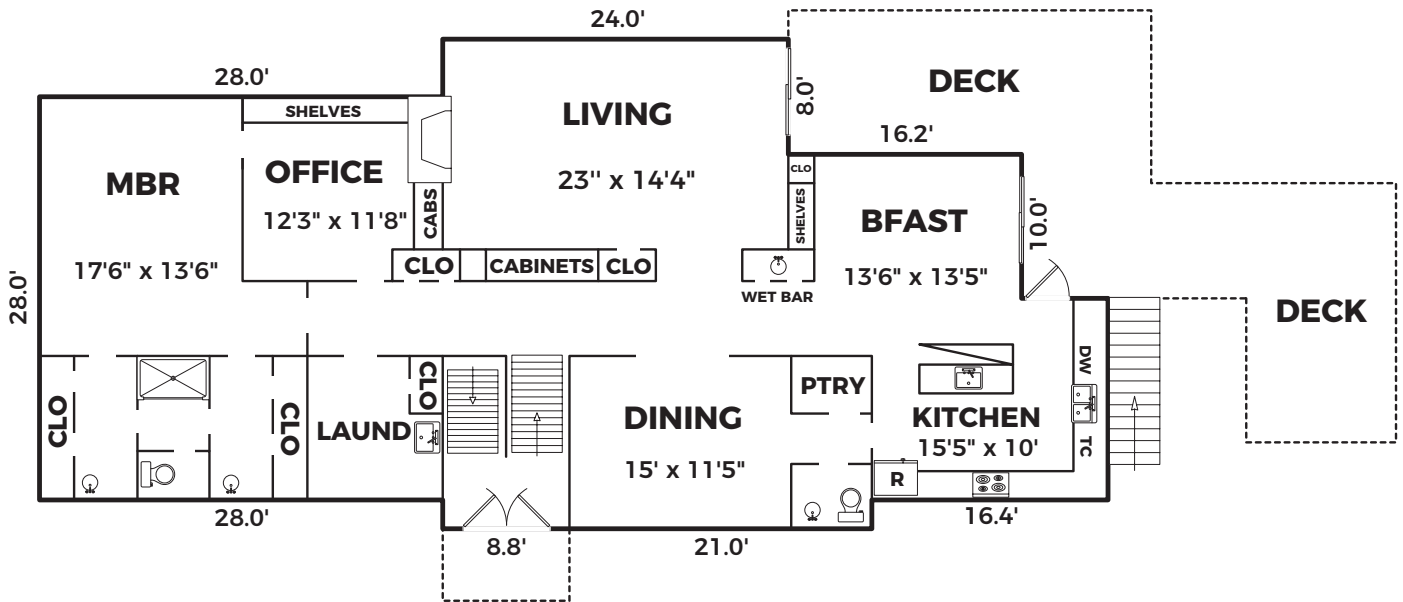 24.0'
28.0'
SHELVES
LIVING
8.0'
DECK
16.2'
MBR
OFFICE
23'' x 14'4"
CLO
12'3" x 11'8"
CABS
SHELVES
BFAST
10.0'
17'6" x 13'6"
CLO
CABINETS
CLO
13'6" x 13'5"
28.0'
WET BAR
DECK
DW
CLO
PTRY
CLO
CLO
LAUND
DINING
KITCHEN
15'5" x 10'
TC
15' x 11'5"
R
28.0'
16.4'
8.8'
21.0'